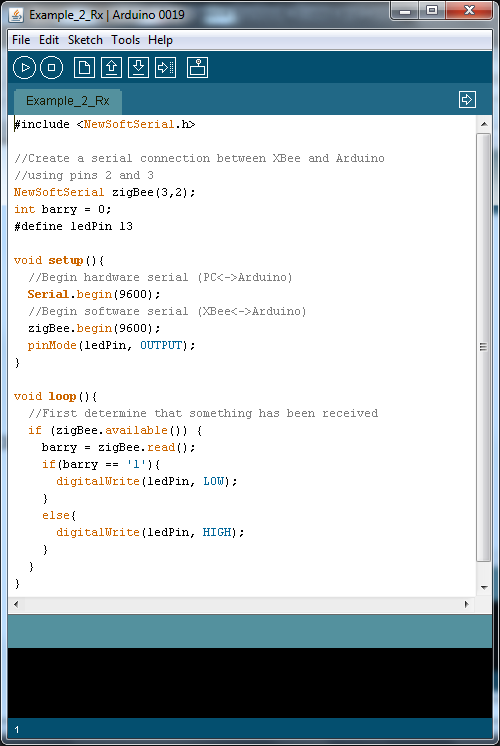 Example_2_Rx | Arduino 0019
File Edit Sketch Tools Help
Example_2_Rx
#include <NewSoftSerial.h>
//Create a serial connection between XBee and Arduino
//using pins 2 and 3
NewSoftSerial zigBee(3,2);
int barry = 0;
#define ledPin 13
void setup(){
  //Begin hardware serial (PC<->Arduino)
  Serial.begin(9600);
  //Begin software serial (XBee<->Arduino)
  zigBee.begin(9600);
  pinMode(ledPin, OUTPUT);
}
void loop(){
  //First determine that something has been received
  if (zigBee.available()) {
    barry = zigBee.read();
    if(barry == '1'){
      digitalWrite(ledPin, LOW);
    }
    else{
      digitalWrite(ledPin, HIGH);
    }
  }
}
1